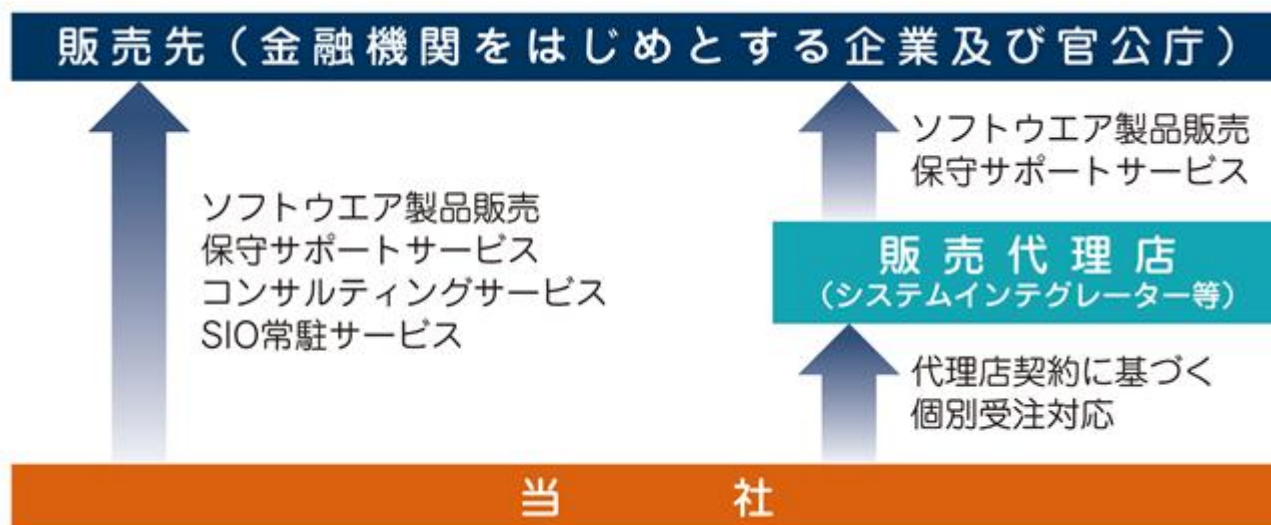 販売先（金融機関をはじめとする企業及び官公庁）
ソフトウエア製品販売
保守サポートサービス
コンサルティングサービス
SIO常駐サービス
ソフトウエア製品販売
保守サポートサービス
販売代理店
（システムインテグレーター等）
代理店契約に基づく
個別受注対応
当社